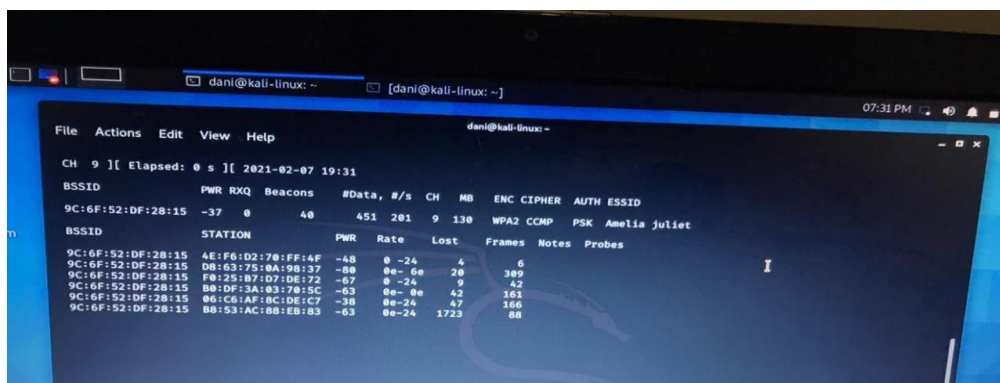 dani@kali-linux: ~ [dani@kali-linux: ~]
07:31 PM
dani@kali-linux: ~
File Actions Edit View Help
CH 9 ][ Elapsed: 0 s ][ 2021-02-07 19:31
BSSID PWR RXQ Beacons #Data, #/s CH MB ENC CIPHER AUTH ESSID
9C:6F:52:DF:28:15 -37 0 40 451 201 9 130 WPA2 CCMP PSK Amelia juliet
BSSID STATION PWR Rate Lost Frames Notes Probes
9C:6F:52:DF:28:15 4E:F6:D2:70:FF:4F -48 0 -24 4 6
9C:6F:52:DF:28:15 D8:63:75:0A:98:37 -80 0e- 6e 20 309
9C:6F:52:DF:28:15 F0:25:B7:D7:DE:72 -67 0 -24 9 42
9C:6F:52:DF:28:15 B0:DF:3A:03:70:5C -63 0e- 0e 42 161
9C:6F:52:DF:28:15 06:C6:AF:8C:DE:C7 -38 0e-24 47 166
9C:6F:52:DF:28:15 B8:53:AC:88:EB:83 -63 0e-24 1723 88